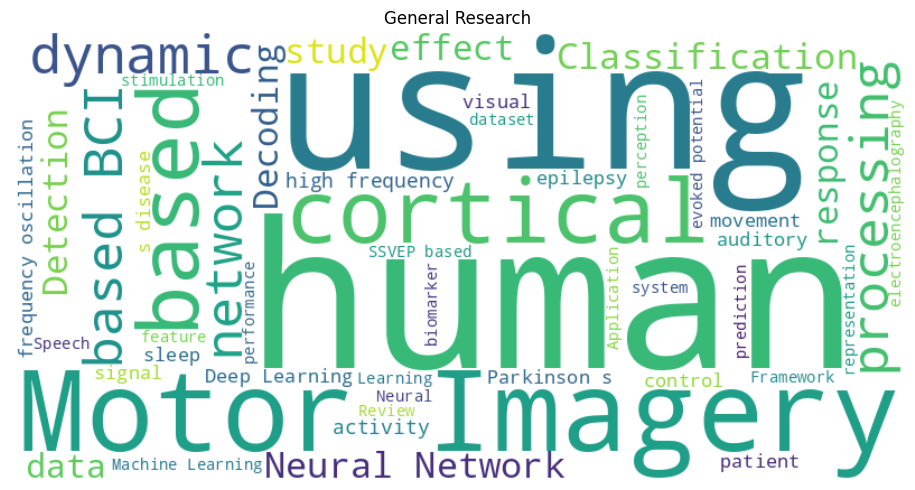 General Research
dynamic
study
effect
Classification
stimulation
using
visual
dataset
Decoding
based BCI
based
Detection
frequency oscillation
s disease
network
high frequency
epilepsy
perception
evoked potential
response
processing
electroencephalography
cortical
movement
auditory
SSVEP based
human
biomarker
Application
system
prediction
representation
performance
Speech
feature
sleep
signal
Deep Learning
Learning
Parkinson s
control
Framework
Motor Imagery
Neural
Review
activity
data
Machine Learning
Neural Network
patient